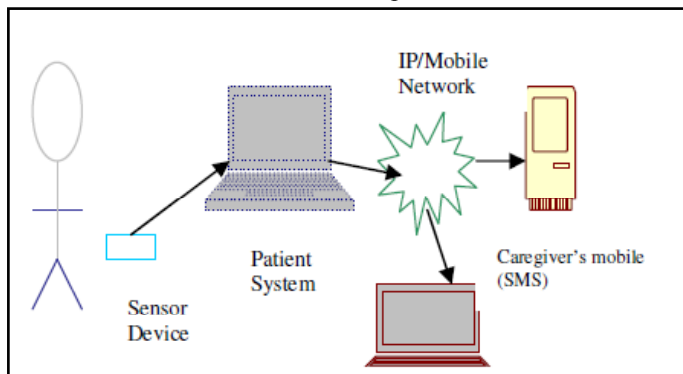 IP/Mobile
Network
Patient
System
Caregiver's mobile
(SMS)
Sensor
Device